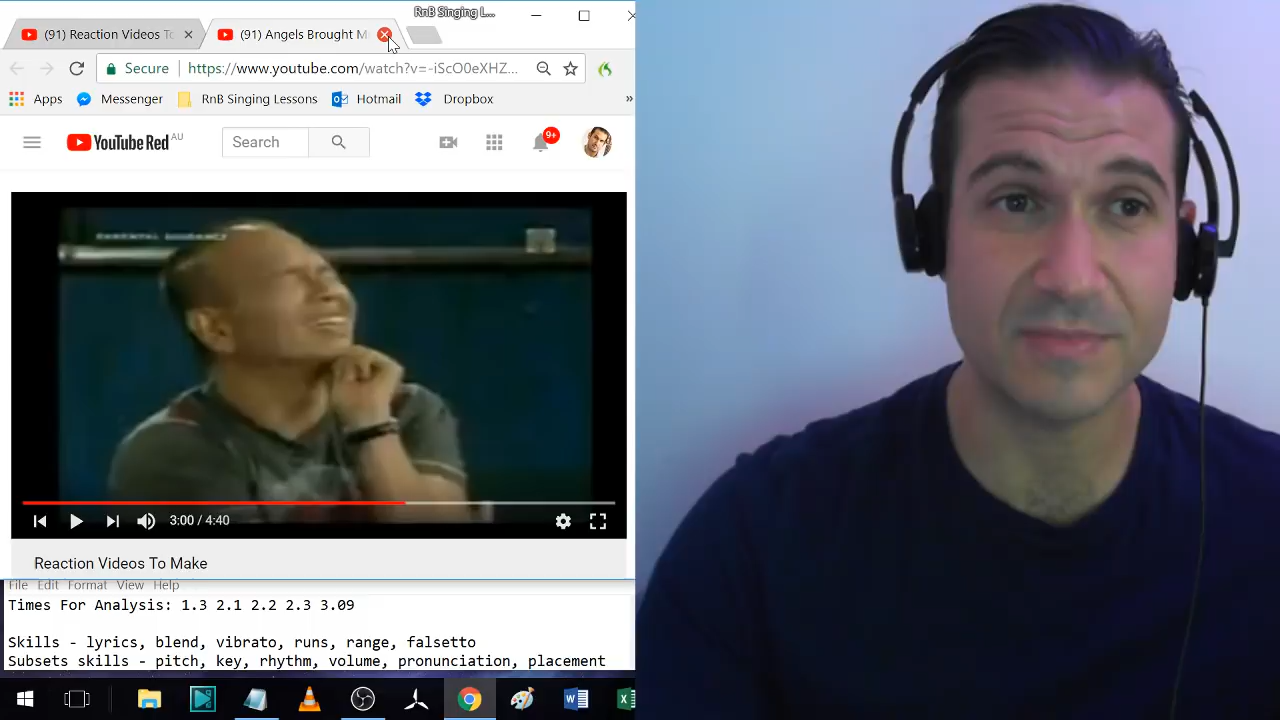 RnB Singing L...
(91) Reaction Videos To
(91) Angels Brought M
Secure
https://www.youtube.com/watch?v=-iScO0eXHZ...
Apps
Messenger
RnB Singing Lessons
Hotmail
Dropbox
»
YouTube Red AU
Search
9+
PARENTAL GUIDANCE
3:00 / 4:40
Reaction Videos To Make
File Edit Format View Help
Times For Analysis: 1.3 2.1 2.2 2.3 3.09
Skills - lyrics, blend, vibrato, runs, range, falsetto
Subsets skills - pitch, key, rhythm, volume, pronunciation, placement